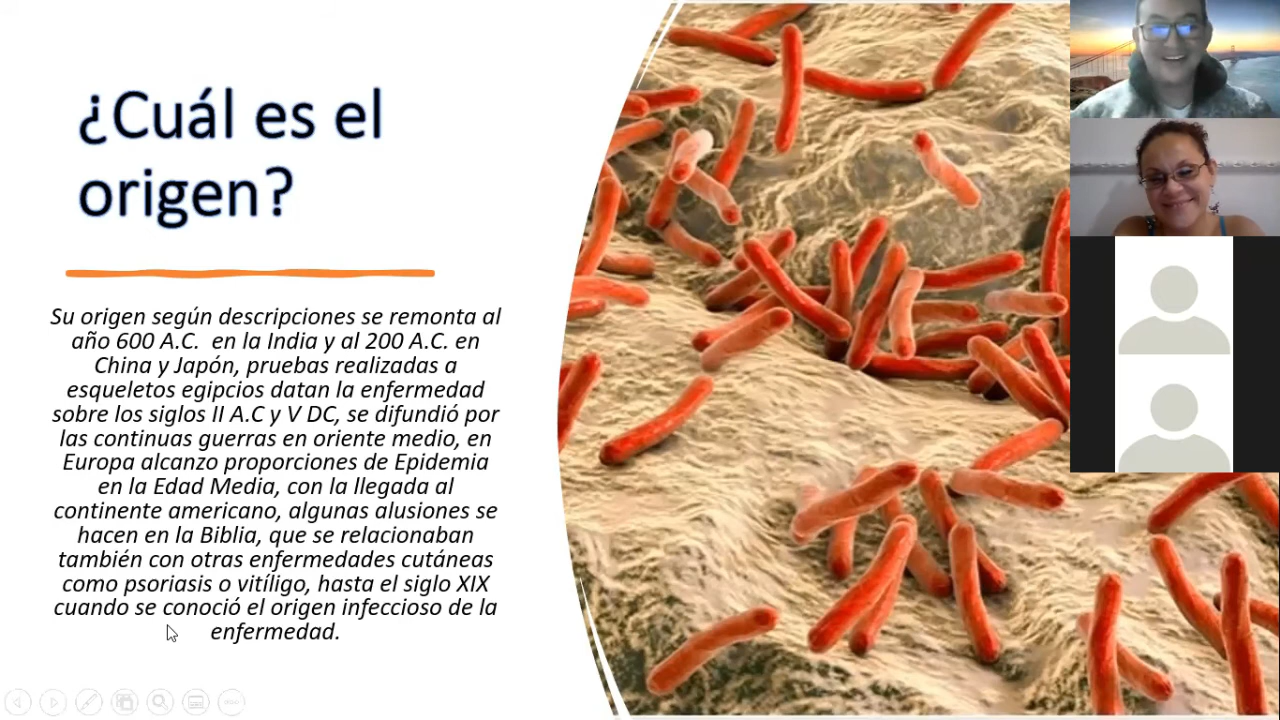 ¿Cuál es el
origen?
Su origen según descripciones se remonta al
año 600 A.C. en la India y al 200 A.C. en
China y Japón, pruebas realizadas a
esqueletos egipcios datan la enfermedad
sobre los siglos II A.C y V DC, se difundió por
las continuas guerras en oriente medio, en
Europa alcanzo proporciones de Epidemia
en la Edad Media, con la llegada al
continente americano, algunas alusiones se
hacen en la Biblia, que se relacionaban
también con otras enfermedades cutáneas
como psoriasis o vitíligo, hasta el siglo XIX
cuando se conoció el origen infeccioso de la
enfermedad.